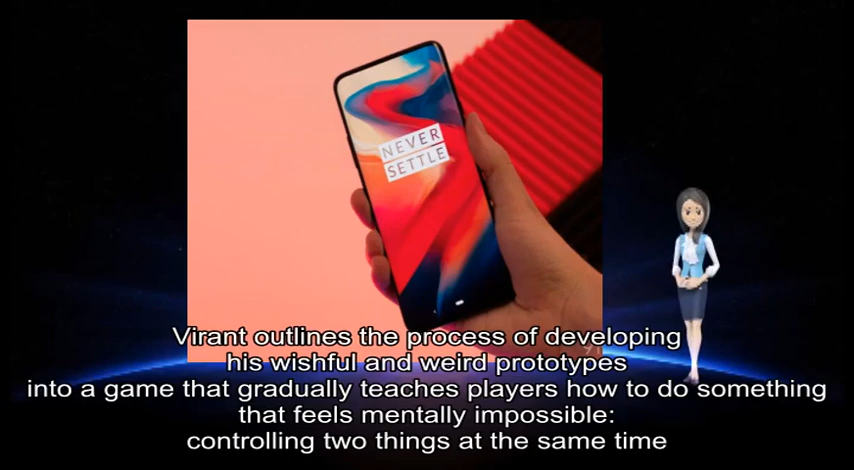 NEVER
SETTLE
Virant outlines the process of developing
his wishful and weird prototypes
into a game that gradually teaches players how to do something
that feels mentally impossible:
controlling two things at the same time